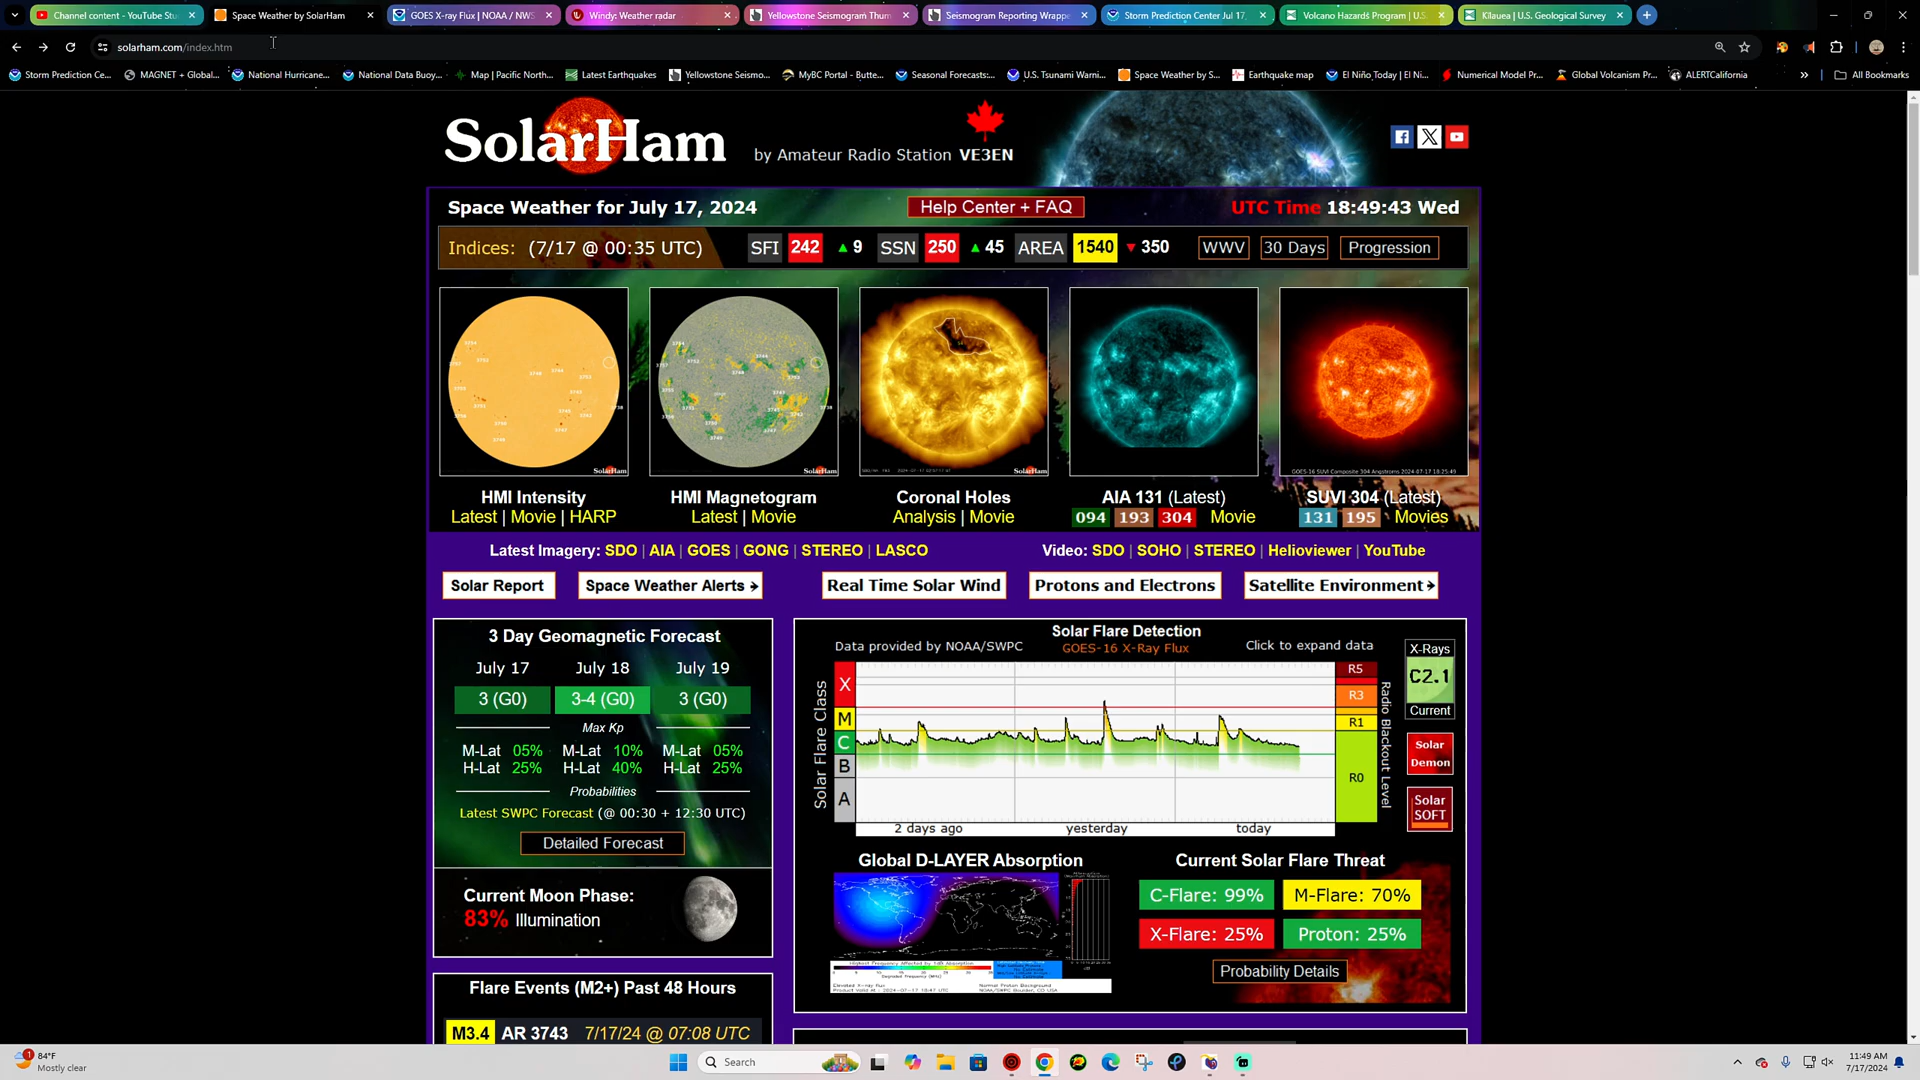 Channel content - YouTube Stu
Space Weather by SolarHam
GOES X-ray Flux | NOAA / NWS
Windy: Weather radar
Yellowstone Seismogram Thum
Seismogram Reporting Wrappe
Storm Prediction Center Jul 17,
Volcano Hazards Program | U.S.
Kilauea | U.S. Geological Survey
solarham.com/index.htm
Storm Prediction Ce...
MAGNET + Global...
National Hurricane...
National Data Buoy...
Map | Pacific North...
Latest Earthquakes
Yellowstone Seismo...
MyBC Portal - Butte...
Seasonal Forecasts:...
U.S. Tsunami Warni...
Space Weather by S...
Earthquake map
El Niño Today | El Ni...
Numerical Model Pr...
Global Volcanism Pr...
ALERTCalifornia
All Bookmarks
SolarHam
by Amateur Radio Station VE3EN
Space Weather for July 17, 2024
Help Center + FAQ
UTC Time 18:49:43 Wed
Indices: (7/17 @ 00:35 UTC)
SFI 242 ▲ 9 SSN 250 ▲ 45 AREA 1540 ▼ 350
WWV 30 Days Progression
SolarHam
SolarHam
SolarHam
GOES-16 SUVI Composite 304 Angstroms 2024-07-17 18:25:49
HMI Intensity
Latest | Movie | HARP
HMI Magnetogram
Latest | Movie
Coronal Holes
Analysis | Movie
AIA 131 (Latest)
094 193 304 Movie
SUVI 304 (Latest)
131 195 Movies
Latest Imagery: SDO | AIA | GOES | GONG | STEREO | LASCO
Video: SDO | SOHO | STEREO | Helioviewer | YouTube
Solar Report
Space Weather Alerts →
Real Time Solar Wind
Protons and Electrons
Satellite Environment →
3 Day Geomagnetic Forecast
July 17 July 18 July 19
3 (G0) 3-4 (G0) 3 (G0)
Max Kp
M-Lat 05% M-Lat 10% M-Lat 05%
H-Lat 25% H-Lat 40% H-Lat 25%
Probabilities
Latest SWPC Forecast (@ 00:30 + 12:30 UTC)
Detailed Forecast
Current Moon Phase:
83% Illumination
Flare Events (M2+) Past 48 Hours
M3.4 AR 3743 7/17/24 @ 07:08 UTC
Solar Flare Detection
Data provided by NOAA/SWPC
GOES-16 X-Ray Flux
Click to expand data
Solar Flare Class
X
M
C
B
A
R5
R3
R1
R0
Radio Blackout Level
2 days ago yesterday today
X-Rays
C2.1
Current
Solar
Demon
Solar
SOFT
Global D-LAYER Absorption
Current Solar Flare Threat
C-Flare: 99% M-Flare: 70%
X-Flare: 25% Proton: 25%
Probability Details
84°F
Mostly clear
Search
11:49 AM
7/17/2024